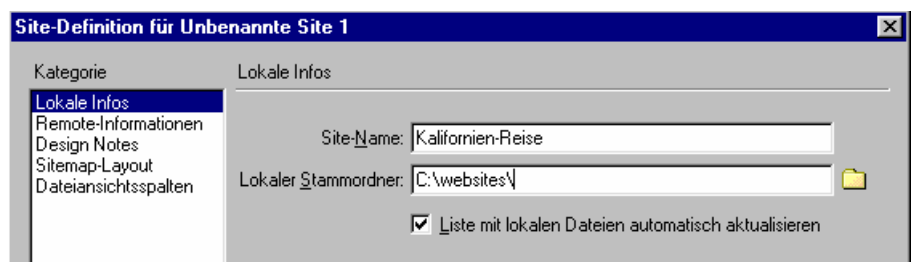 Site-Definition für Unbenannte Site 1
Kategorie
Lokale Infos
Remote-Informationen
Design Notes
Sitemap-Layout
Dateiansichtsspalten
Lokale Infos
Site-Name: Kalifornien-Reise
Lokaler Stammordner: C:\websites\
Liste mit lokalen Dateien automatisch aktualisieren